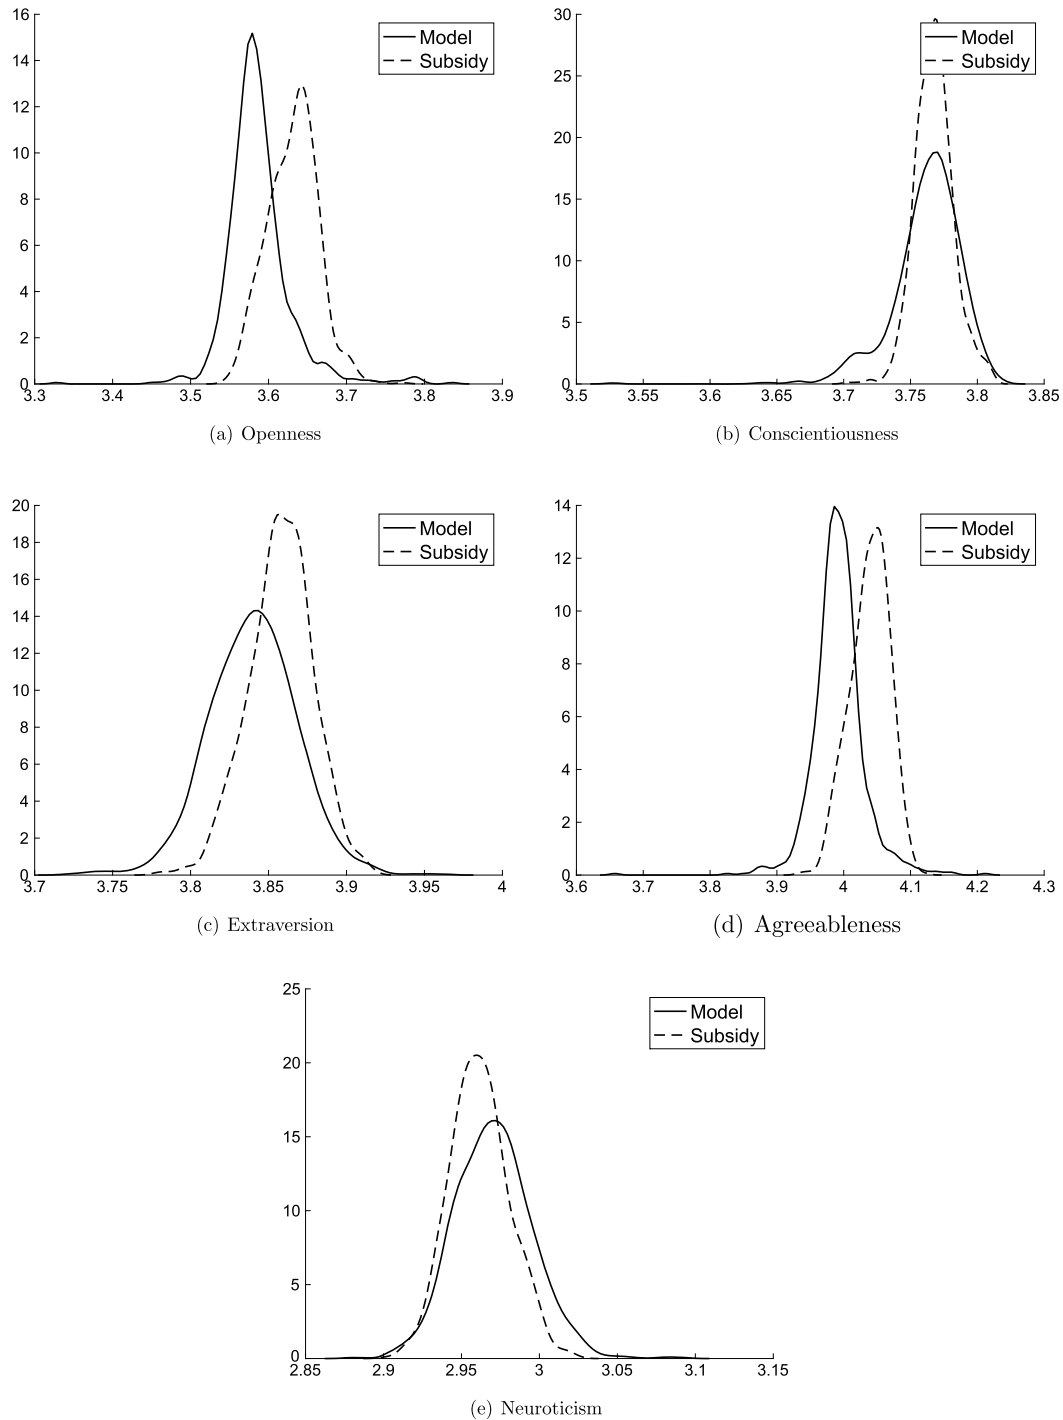 16
14
12
10
8
6
4
2
0
3.3 3.4 3.5 3.6 3.7 3.8 3.9
Model
Subsidy
(a) Openness
30
25
20
15
10
5
0
3.5 3.55 3.6 3.65 3.7 3.75 3.8 3.85
Model
Subsidy
(b) Conscientiousness
20
18
16
14
12
10
8
6
4
2
0
3.7 3.75 3.8 3.85 3.9 3.95 4
Model
Subsidy
(c) Extraversion
14
12
10
8
6
4
2
0
3.6 3.7 3.8 3.9 4 4.1 4.2 4.3
Model
Subsidy
(d) Agreeableness
25
20
15
10
5
0
2.85 2.9 2.95 3 3.05 3.1 3.15
Model
Subsidy
(e) Neuroticism